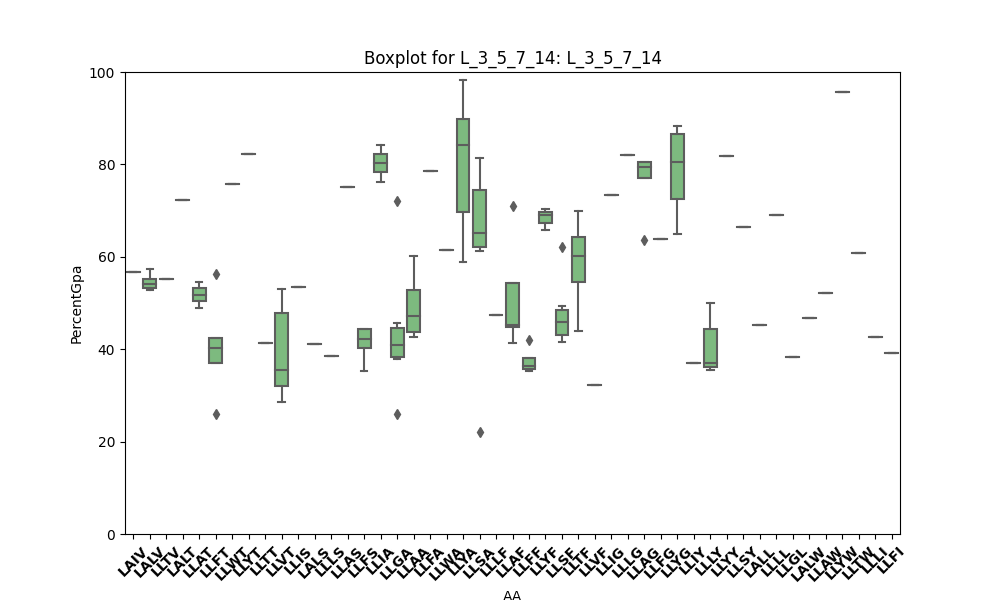 Boxplot for L_3_5_7_14: L_3_5_7_14
100
80
60
40
20
0
PercentGpa
LAIV LALV LLTV LALT LLAT LLFT LLWT LLYT LLTT LLVT LLIS LALS LLLS LLAS LLFS LLIA LLGA LLAA LLFA LLWA LLYA LLSA LLLF LLAF LLFF LLYF LLSF LLTF LLVF LLIG LLLG LLAG LLFG LLYG LLIY LLLY LLYY LLSY LALL LLLL LLGL LALW LLAW LLYW LLTW LLLI LLFI
AA